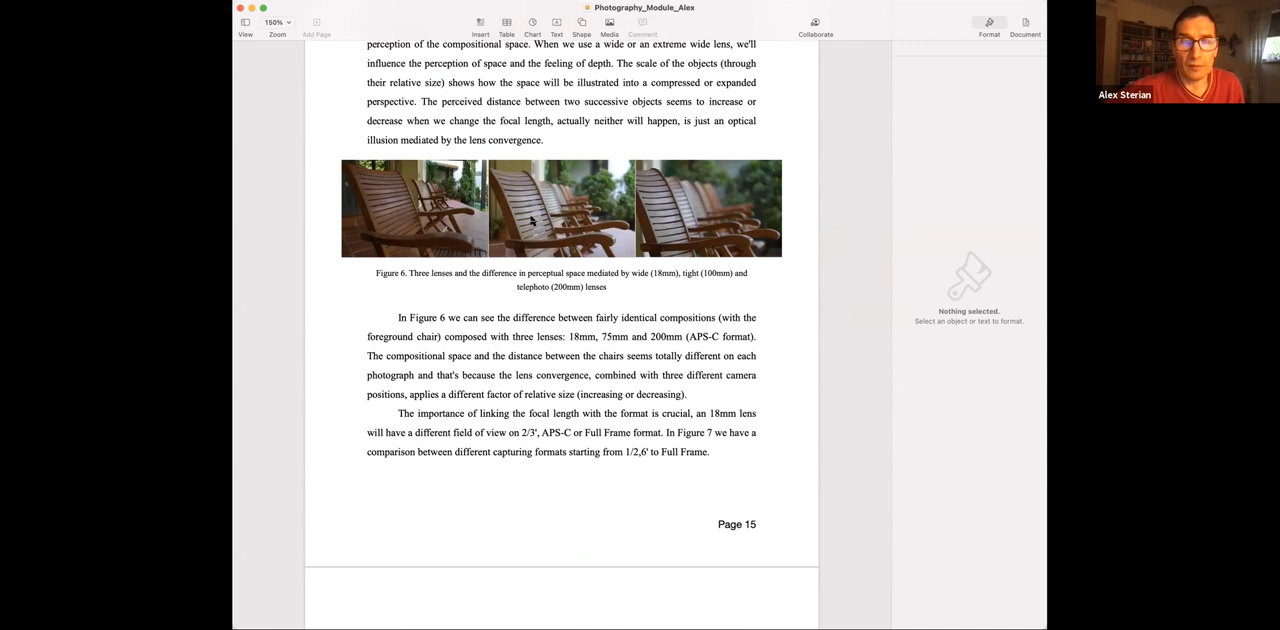 Photography_Module_Alex
150%
View
Zoom
Add Page
Insert
Table
Chart
Text
Shape
Media
Comment
Collaborate
Format
Document
Alex Sterian
perception of the compositional space. When we use a wide or an extreme wide lens, we'll
influence the perception of space and the feeling of depth. The scale of the objects (through
their relative size) shows how the space will be illustrated into a compressed or expanded
perspective. The perceived distance between two successive objects seems to increase or
decrease when we change the focal length, actually neither will happen, is just an optical
illusion mediated by the lens convergence.
Figure 6. Three lenses and the difference in perceptual space mediated by wide (18mm), tight (100mm) and
telephoto (200mm) lenses
In Figure 6 we can see the difference between fairly identical compositions (with the
foreground chair) composed with three lenses: 18mm, 75mm and 200mm (APS-C format).
The compositional space and the distance between the chairs seems totally different on each
photograph and that's because the lens convergence, combined with three different camera
positions, applies a different factor of relative size (increasing or decreasing).
The importance of linking the focal length with the format is crucial, an 18mm lens
will have a different field of view on 2/3', APS-C or Full Frame format. In Figure 7 we have a
comparison between different capturing formats starting from 1/2,6' to Full Frame.
Page 15
Nothing selected.
Select an object or text to format.